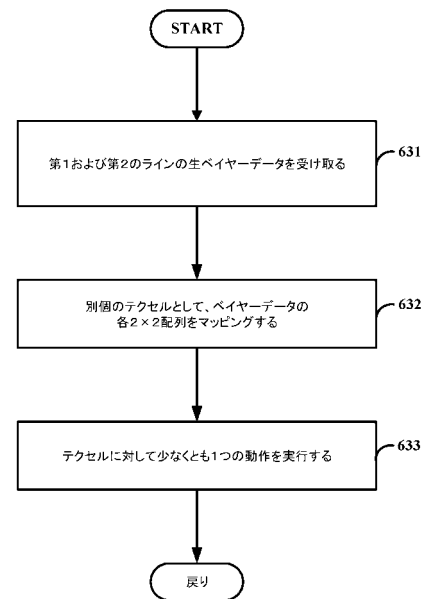 START
第1および第2のラインの生ベイヤーデータを受け取る
631
別個のテクセルとして、ベイヤーデータの
各2×2配列をマッピングする
632
テクセルに対して少なくとも1つの動作を実行する
633
戻り